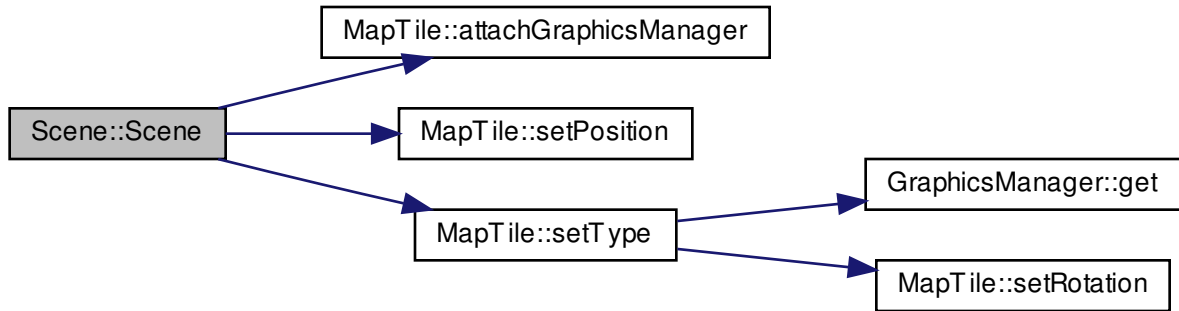 MapTile::attachGraphicsManager
Scene::Scene
MapTile::setPosition
GraphicsManager::get
MapTile::setType
MapTile::setRotation